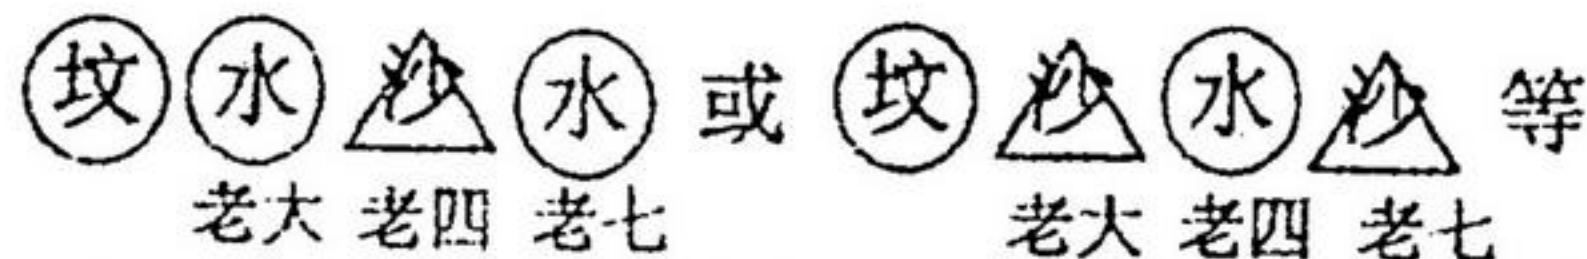 坟 水 沙 水 或 坟 沙 水 沙 等
老大 老四 老七 老大 老四 老七